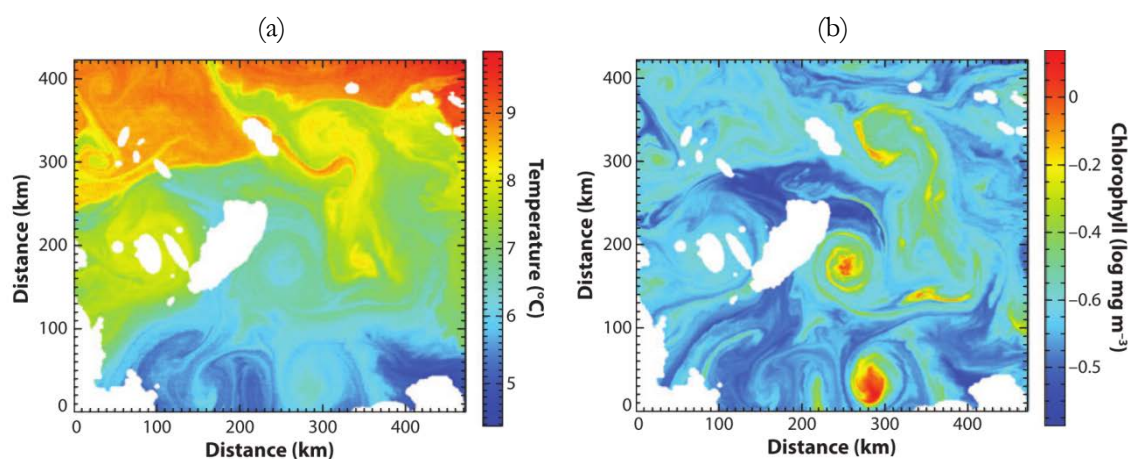 (a)
400
300
200
100
0
0 100 200 300 400
Distance (km)
Distance (km)
9
8
7
6
5
Temperature (°C)
(b)
400
300
200
100
0
0 100 200 300 400
Distance (km)
Distance (km)
0
−0.2
−0.4
−0.6
−0.5
Chlorophyll (log mg m⁻³)